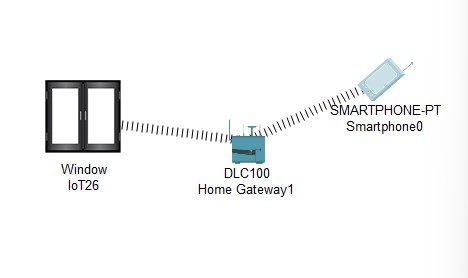 SMARTPHONE-PT
Smartphone0
Window
IoT26
DLC100
Home Gateway1